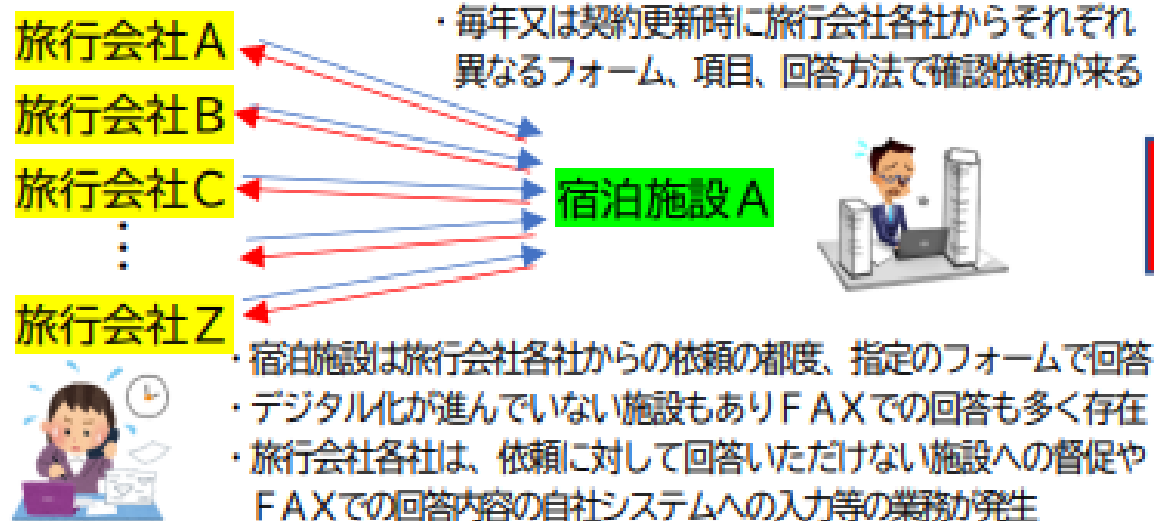 旅行会社A
・毎年又は契約更新時に旅行会社各社からそれぞれ
異なるフォーム、項目、回答方法で確認依頼が来る
旅行会社B
旅行会社C
宿泊施設A
旅行会社Z
・宿泊施設は旅行会社各社からの依頼の都度、指定のフォームで回答
・デジタル化が進んでいない施設もありFAXでの回答も多く存在
・旅行会社各社は、依頼に対して回答いただけない施設への督促や
FAXでの回答内容の自社システムへの入力等の業務が発生